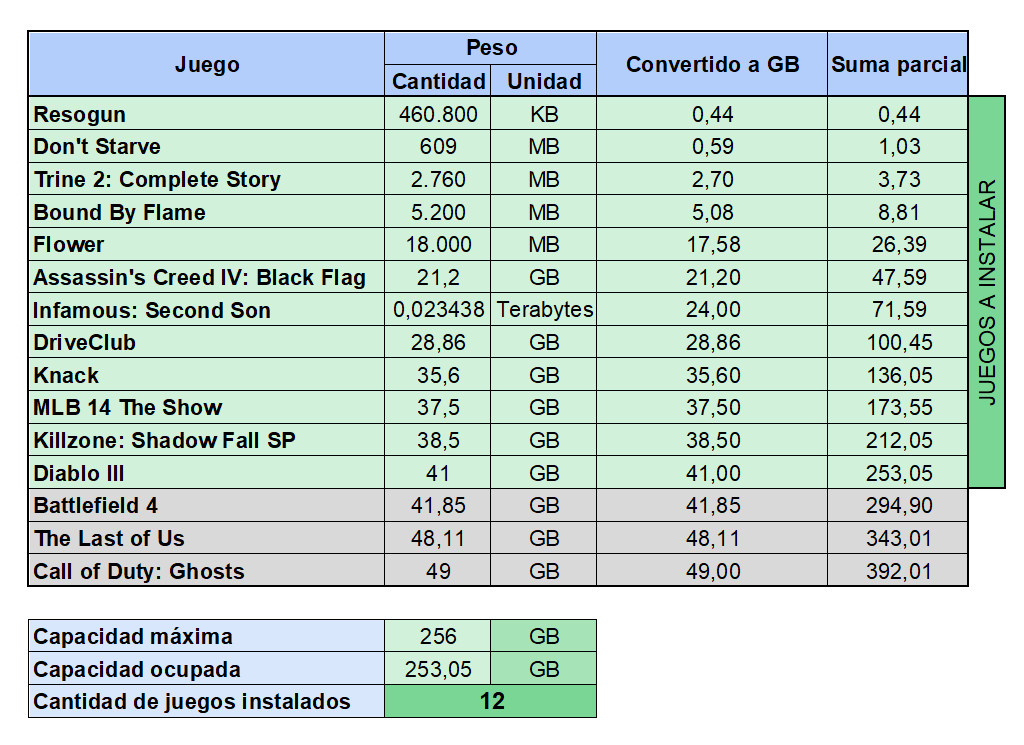 Juego Peso Convertido a GB Suma parcial
Cantidad Unidad
Resogun 460.800 KB 0,44 0,44
Don't Starve 609 MB 0,59 1,03
Trine 2: Complete Story 2.760 MB 2,70 3,73
Bound By Flame 5.200 MB 5,08 8,81
Flower 18.000 MB 17,58 26,39
Assassin's Creed IV: Black Flag 21,2 GB 21,20 47,59
Infamous: Second Son 0,023438 Terabytes 24,00 71,59
DriveClub 28,86 GB 28,86 100,45
Knack 35,6 GB 35,60 136,05
MLB 14 The Show 37,5 GB 37,50 173,55
Killzone: Shadow Fall SP 38,5 GB 38,50 212,05
Diablo III 41 GB 41,00 253,05
Battlefield 4 41,85 GB 41,85 294,90
The Last of Us 48,11 GB 48,11 343,01
Call of Duty: Ghosts 49 GB 49,00 392,01
JUEGOS A INSTALAR
Capacidad máxima 256 GB
Capacidad ocupada 253,05 GB
Cantidad de juegos instalados 12